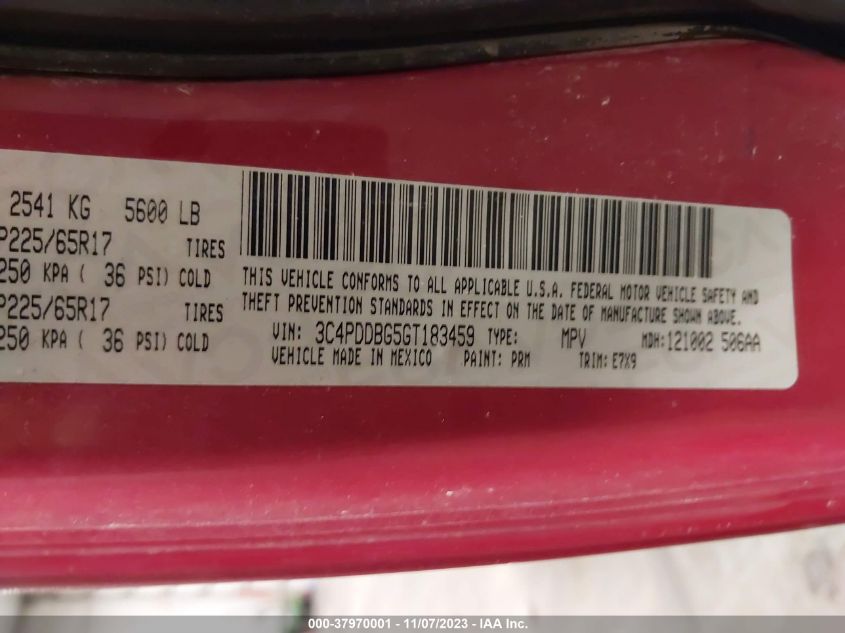 2541 KG 5600 LB
P225/65R17 TIRES
250 KPA ( 36 PSI) COLD
P225/65R17 TIRES
250 KPA ( 36 PSI) COLD
THIS VEHICLE CONFORMS TO ALL APPLICABLE U.S.A. FEDERAL MOTOR VEHICLE SAFETY AND
THEFT PREVENTION STANDARDS IN EFFECT ON THE DATE OF MANUFACTURE SHOWN ABOVE.
VIN: 3C4PDDBG5GT183459 TYPE: MPV MDH:121002 506AA
VEHICLE MADE IN MEXICO PAINT: PRM TRIM: E7X9
000-37970001 - 11/07/2023 - IAA Inc.